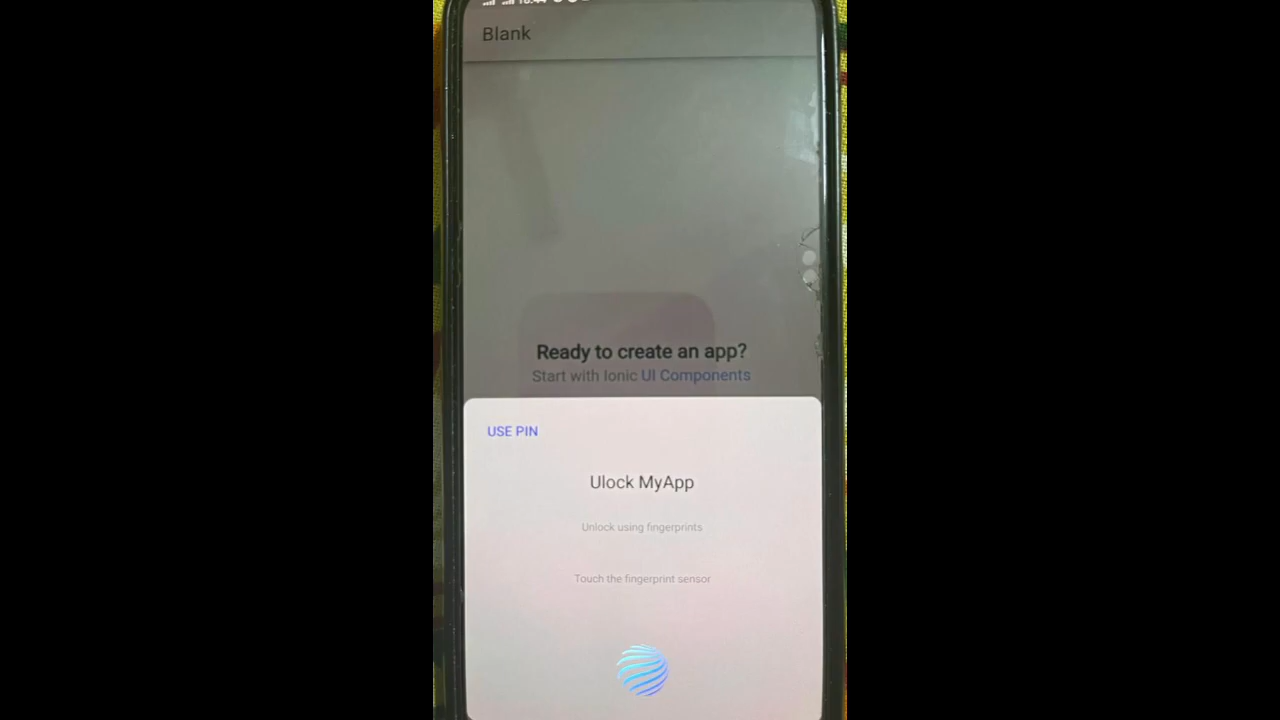 Blank
Ready to create an app?
Start with Ionic UI Components
USE PIN
Ulock MyApp
Unlock using fingerprints
Touch the fingerprint sensor